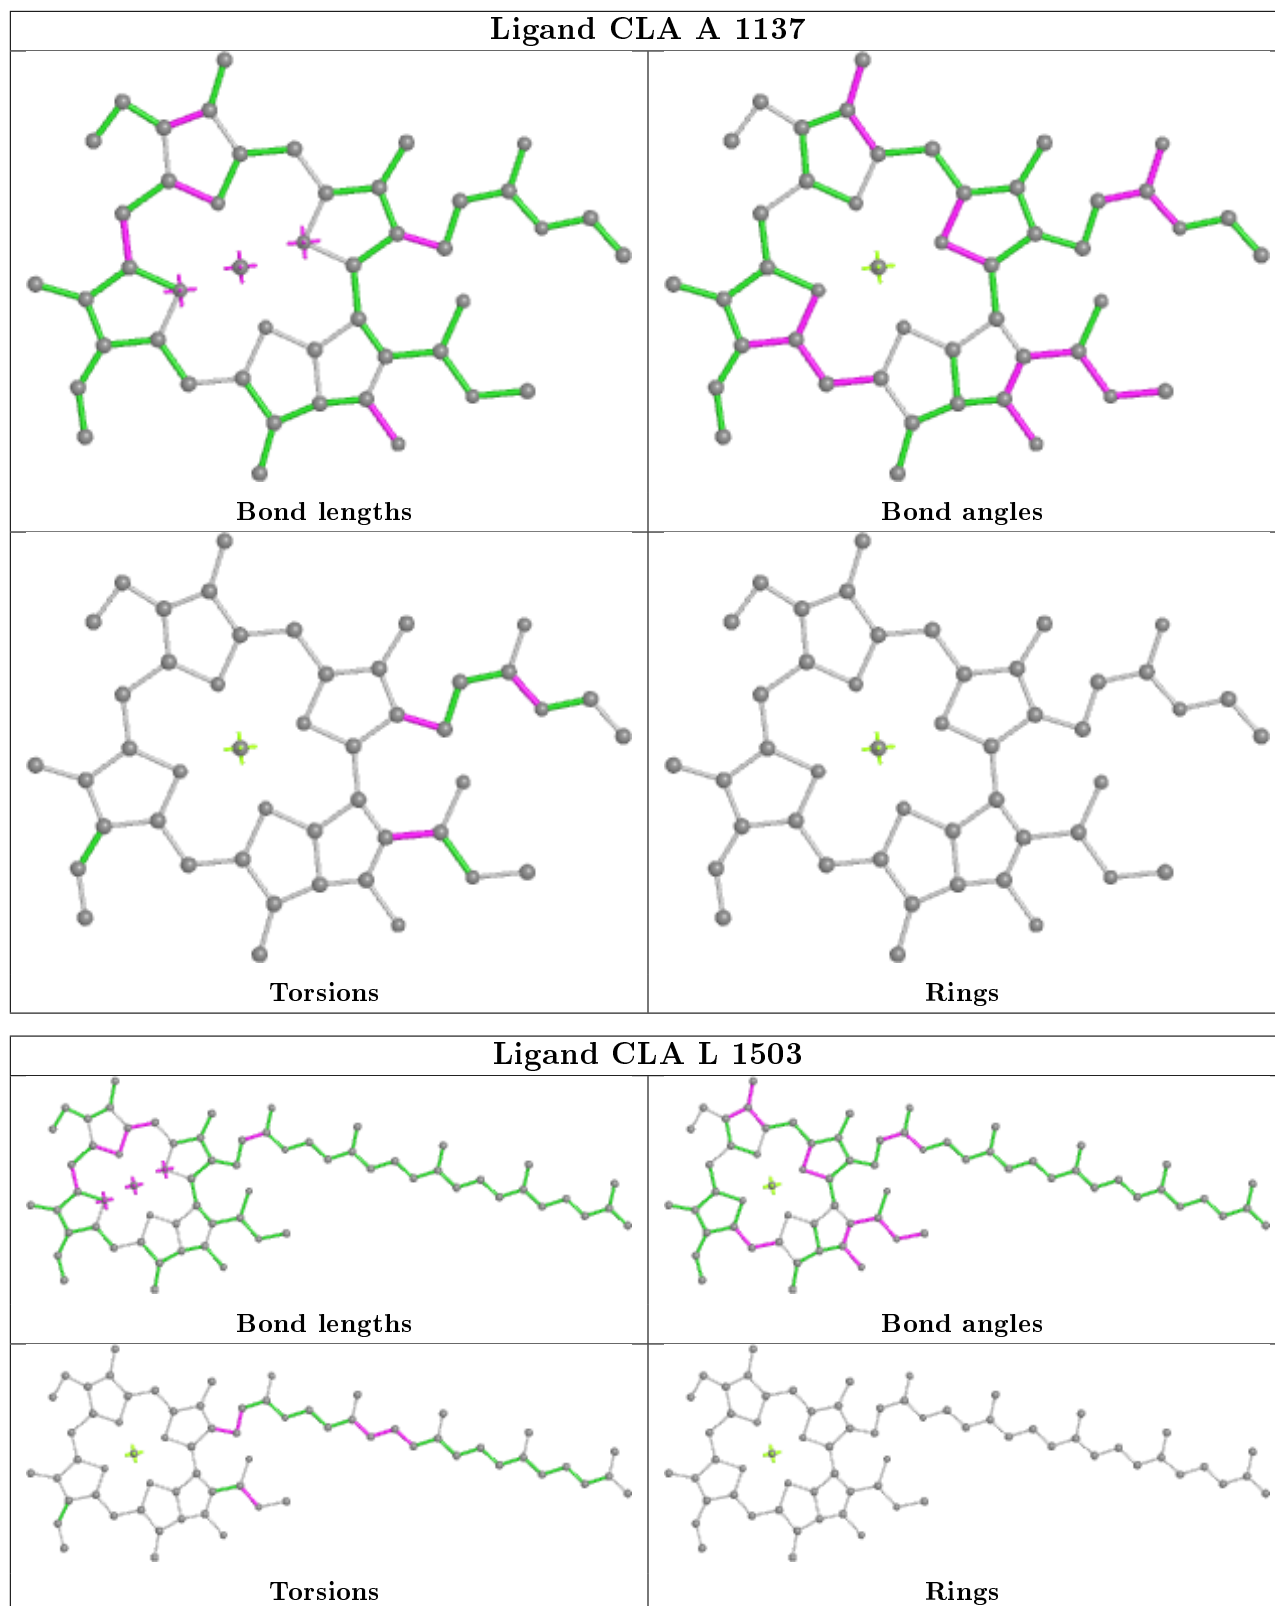 Ligand CLA A 1137
Bond lengths
Bond angles
Torsions
Rings
Ligand CLA L 1503
Bond lengths
Bond angles
Torsions
Rings